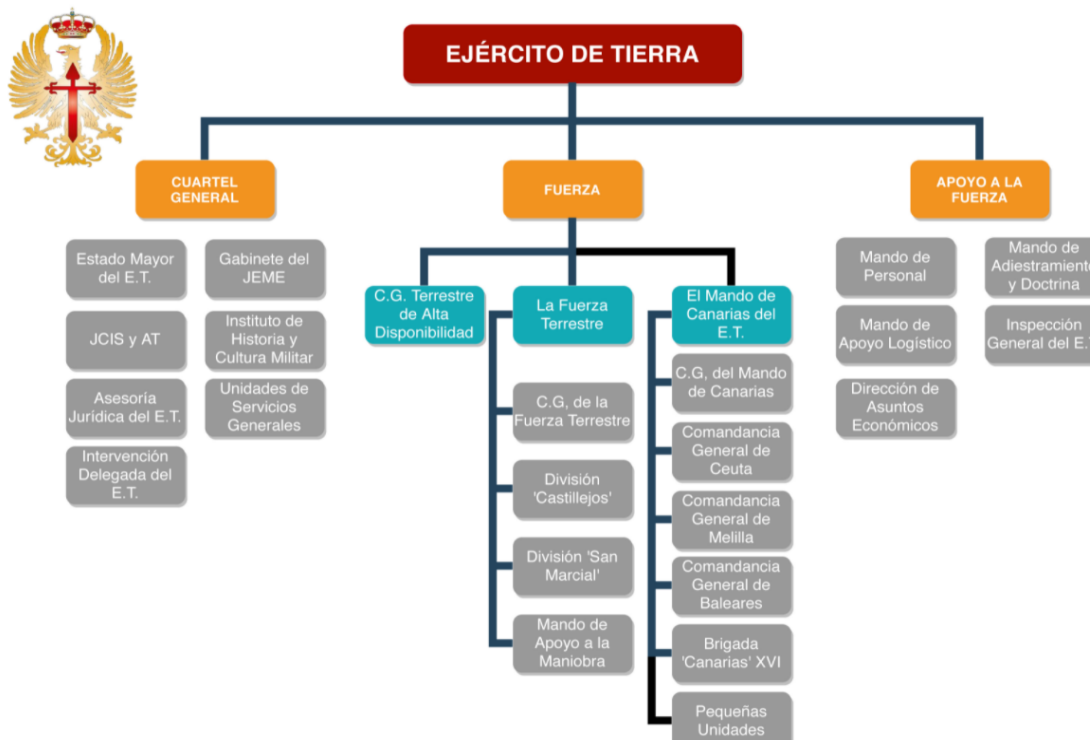 EJÉRCITO DE TIERRA
CUARTEL
GENERAL
FUERZA
APOYO A LA
FUERZA
Estado Mayor
del E.T.
Gabinete del
JEME
JCIS y AT
Instituto de
Historia y
Cultura Militar
Asesoría
Jurídica del E.T.
Unidades de
Servicios
Generales
Intervención
Delegada del
E.T.
C.G. Terrestre
de Alta
Disponibilidad
La Fuerza
Terrestre
C.G, de la
Fuerza Terrestre
División
'Castillejos'
División 'San
Marcial'
Mando de
Apoyo a la
Maniobra
El Mando de
Canarias del
E.T.
C.G, del Mando
de Canarias
Comandancia
General de
Ceuta
Comandancia
General de
Melilla
Comandancia
General de
Baleares
Brigada
'Canarias' XVI
Pequeñas
Unidades
Mando de
Personal
Mando de
Adiestramiento
y Doctrina
Mando de
Apoyo Logístico
Inspección
General del E.T
Dirección de
Asuntos
Económicos